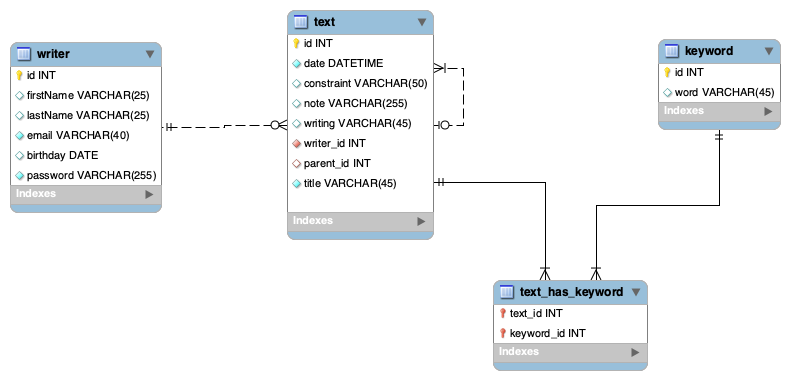 writer
id INT
firstName VARCHAR(25)
lastName VARCHAR(25)
email VARCHAR(40)
birthday DATE
password VARCHAR(255)
Indexes
text
id INT
date DATETIME
constraint VARCHAR(50)
note VARCHAR(255)
writing VARCHAR(45)
writer_id INT
parent_id INT
title VARCHAR(45)
Indexes
keyword
id INT
word VARCHAR(45)
Indexes
text_has_keyword
text_id INT
keyword_id INT
Indexes